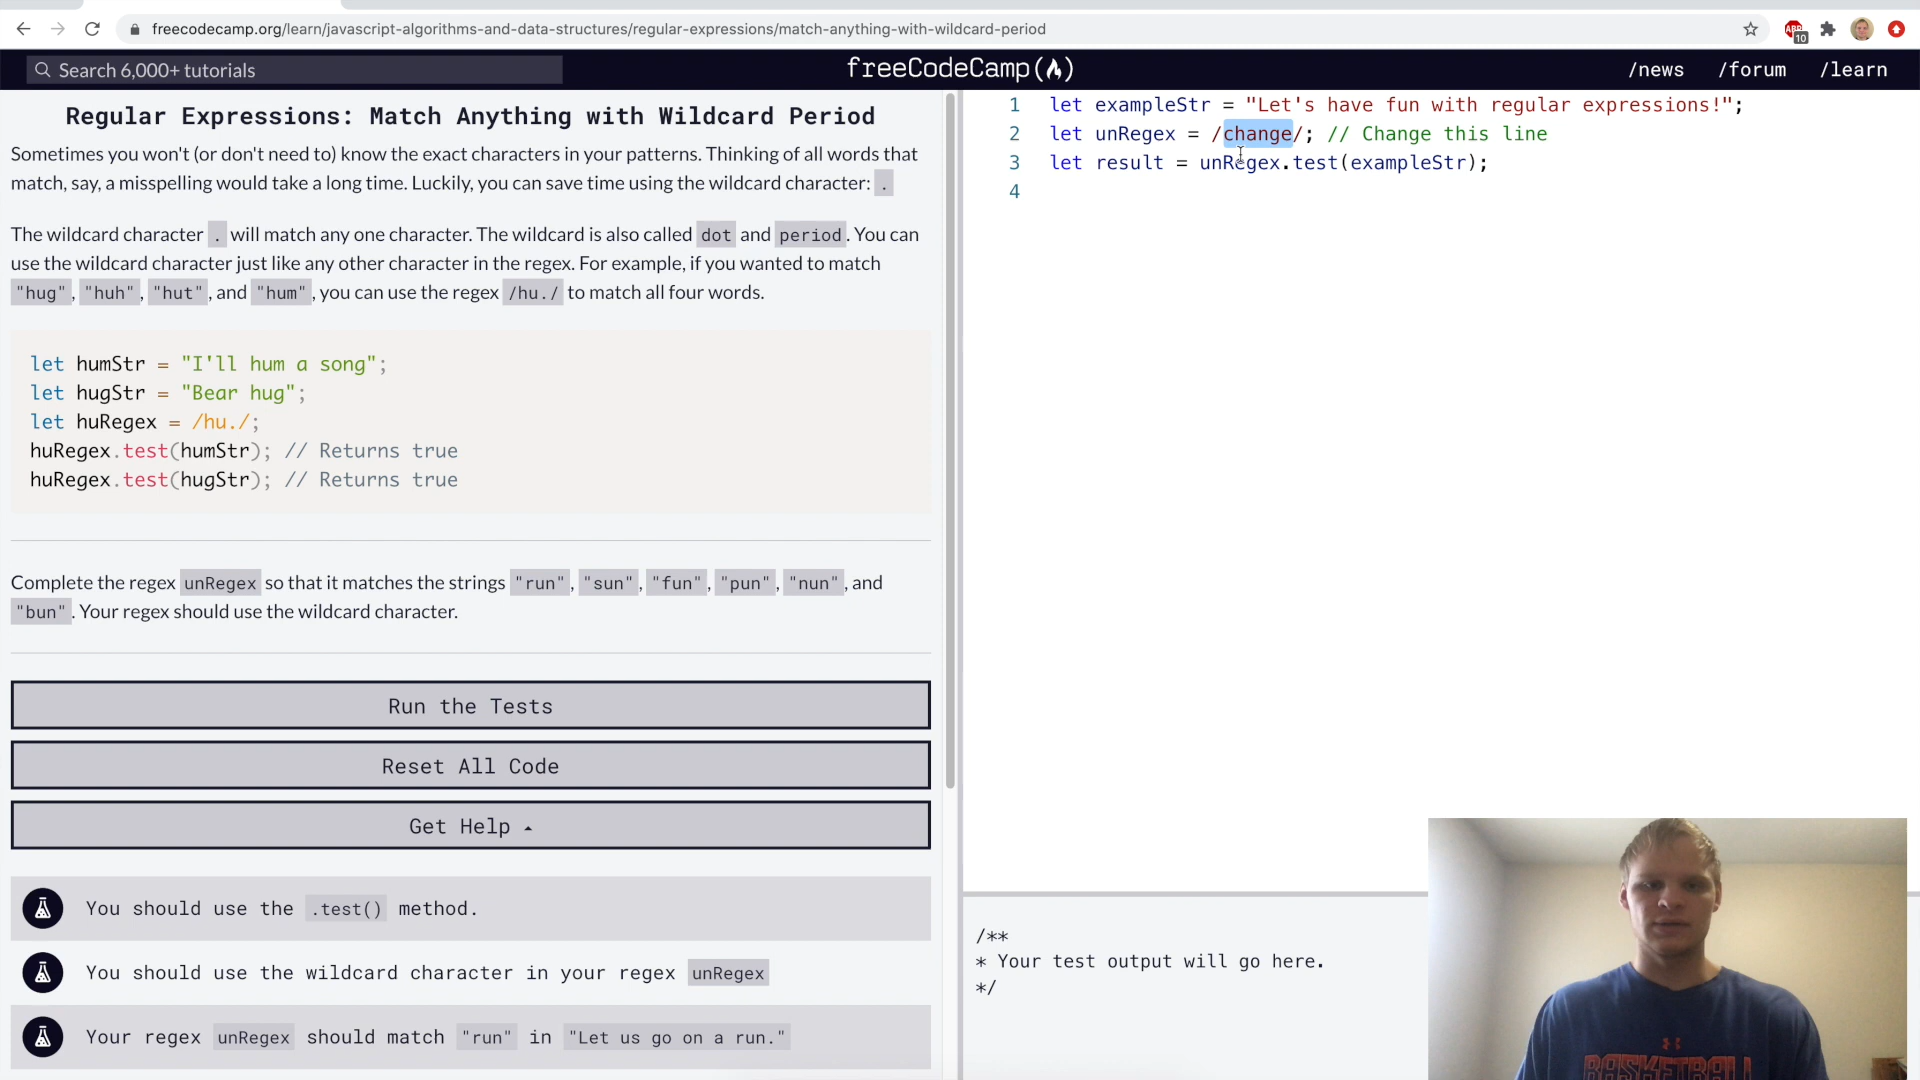 freecodecamp.org/learn/javascript-algorithms-and-data-structures/regular-expressions/match-anything-with-wildcard-period
ABP
10
Search 6,000+ tutorials
freeCodeCamp
/news
/forum
/learn
Regular Expressions: Match Anything with Wildcard Period
Sometimes you won't (or don't need to) know the exact characters in your patterns. Thinking of all words that
match, say, a misspelling would take a long time. Luckily, you can save time using the wildcard character: .
The wildcard character . will match any one character. The wildcard is also called dot and period. You can
use the wildcard character just like any other character in the regex. For example, if you wanted to match
"hug", "huh", "hut", and "hum", you can use the regex /hu./ to match all four words.
let humStr = "I'll hum a song";
let hugStr = "Bear hug";
let huRegex = /hu./;
huRegex.test(humStr); // Returns true
huRegex.test(hugStr); // Returns true
Complete the regex unRegex so that it matches the strings "run", "sun", "fun", "pun", "nun", and
"bun". Your regex should use the wildcard character.
Run the Tests
Reset All Code
Get Help
You should use the .test() method.
You should use the wildcard character in your regex unRegex
Your regex unRegex should match "run" in "Let us go on a run."
1 let exampleStr = "Let's have fun with regular expressions!";
2 let unRegex = /change/; // Change this line
3 let result = unRegex.test(exampleStr);
4
/**
* Your test output will go here.
*/
BASKETBALL